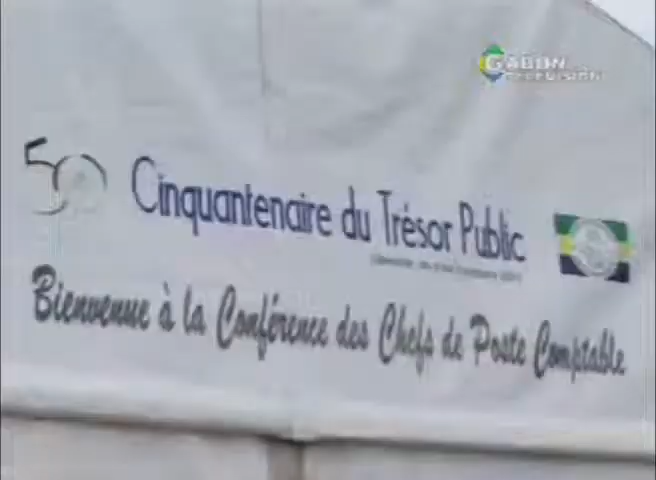 GABON
TELEVISION
50 Cinquantenaire du Trésor Public
Bienvenue à la Conférence des Chefs de Poste Comptable